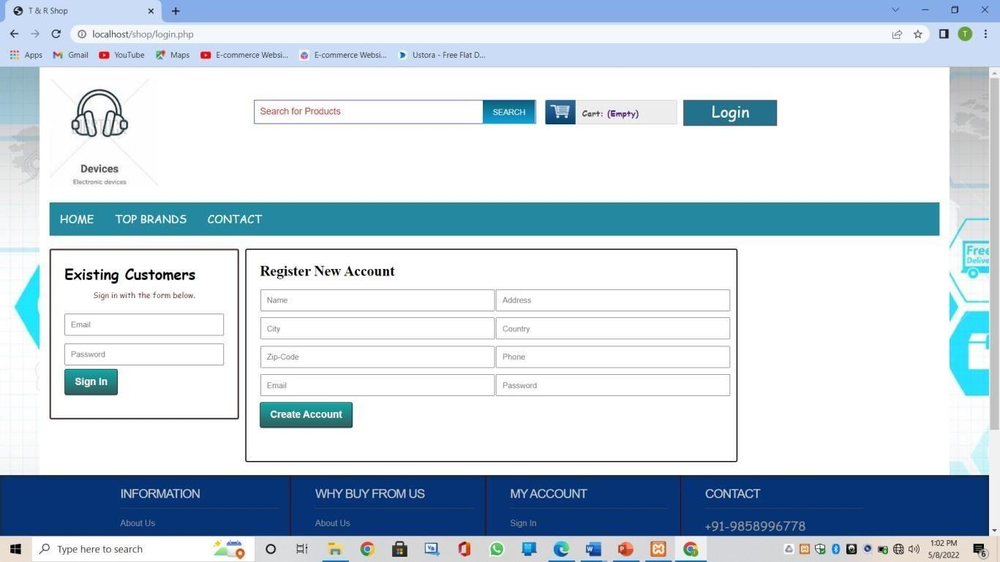 T & R Shop
localhost/shop/login.php
T
Apps Gmail YouTube Maps E-commerce Websi... E-commerce Websi... Ustora - Free Flat D...
Devices
Electronic devices
Search for Products SEARCH Cart: (Empty) Login
HOME TOP BRANDS CONTACT
Existing Customers
Sign in with the form below.
Email
Password
Sign In
Register New Account
Name Address
City Country
Zip-Code Phone
Email Password
Create Account
Free
Delive
INFORMATION WHY BUY FROM US MY ACCOUNT CONTACT
About Us About Us Sign In +91-9858996778
Type here to search
1:02 PM
5/8/2022
6